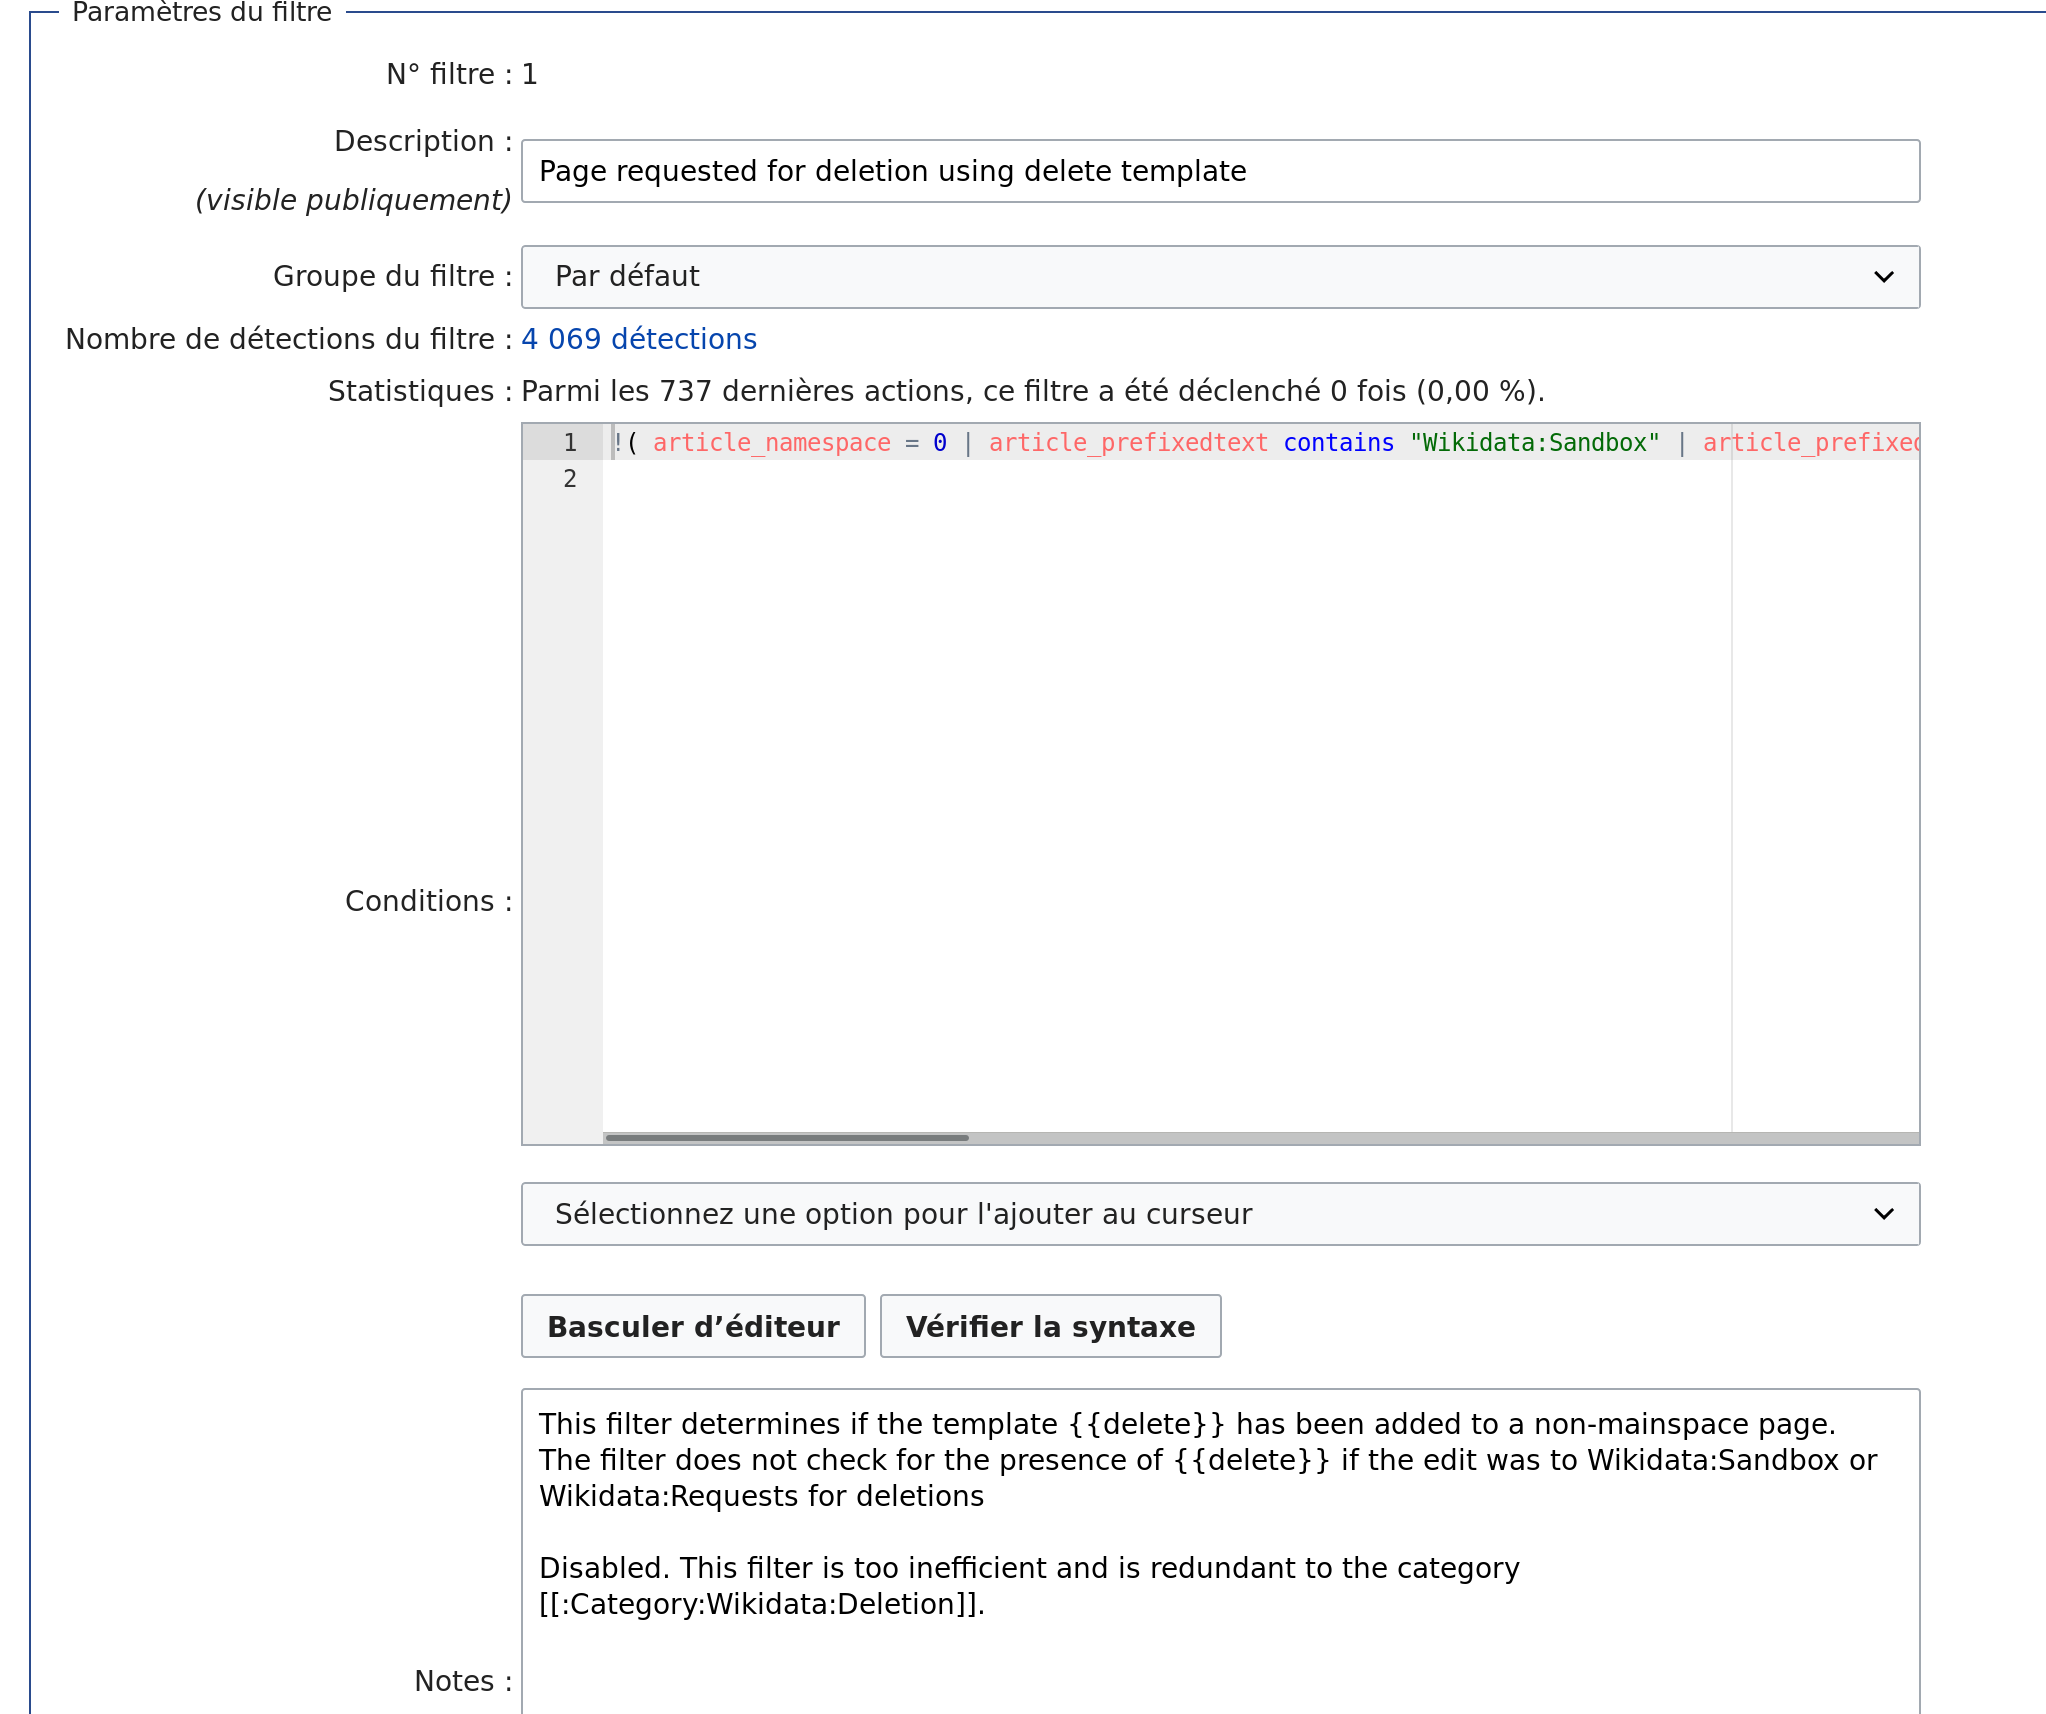 Paramètres du filtre
N° filtre : 1
Description :
(visible publiquement)
Page requested for deletion using delete template
Groupe du filtre : Par défaut
Nombre de détections du filtre : 4 069 détections
Statistiques : Parmi les 737 dernières actions, ce filtre a été déclenché 0 fois (0,00 %).
1 !( article_namespace = 0 | article_prefixedtext contains "Wikidata:Sandbox" | article_prefixed
2
Conditions :
Sélectionnez une option pour l'ajouter au curseur
Basculer d’éditeur Vérifier la syntaxe
This filter determines if the template {{delete}} has been added to a non-mainspace page.
The filter does not check for the presence of {{delete}} if the edit was to Wikidata:Sandbox or
Wikidata:Requests for deletions
Disabled. This filter is too inefficient and is redundant to the category
[[:Category:Wikidata:Deletion]].
Notes :